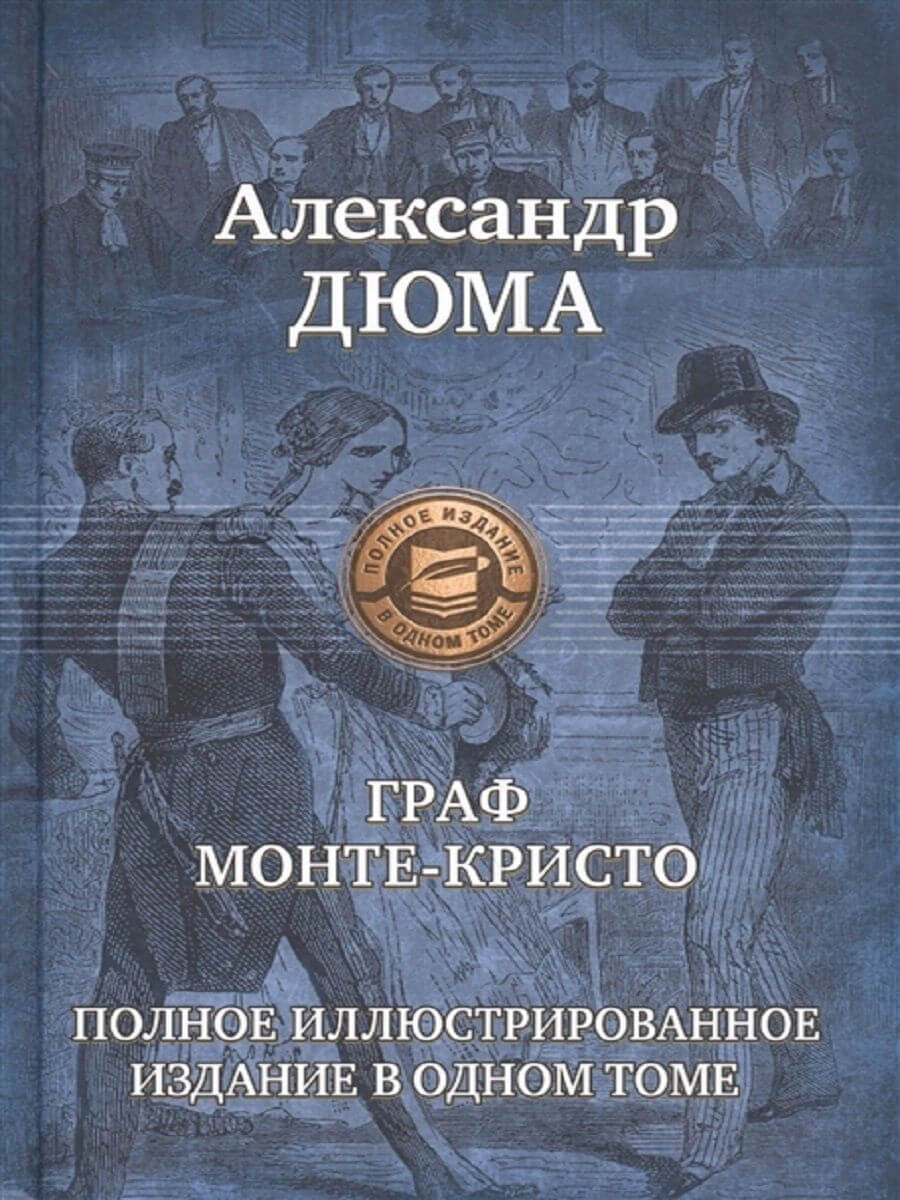 Александр
ДЮМА
ПОЛНОЕ ИЗДАНИЕ
В ОДНОМ ТОМЕ
ГРАФ
МОНТЕ-КРИСТО
ПОЛНОЕ ИЛЛЮСТРИРОВАННОЕ
ИЗДАНИЕ В ОДНОМ ТОМЕ